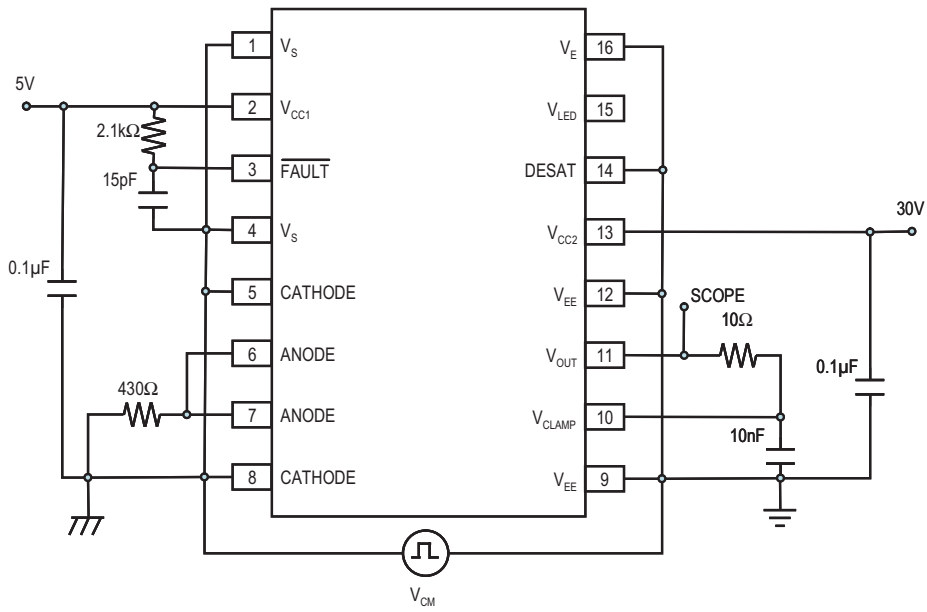 1 V_S
V_E 16
5V
2 V_CC1
V_LED 15
2.1kΩ
3 FAULT
DESAT 14
15pF
4 V_S
V_CC2 13
30V
0.1µF
5 CATHODE
V_EE 12
SCOPE
10Ω
6 ANODE
V_OUT 11
0.1µF
430Ω
7 ANODE
V_CLAMP 10
10nF
8 CATHODE
V_EE 9
V_CM